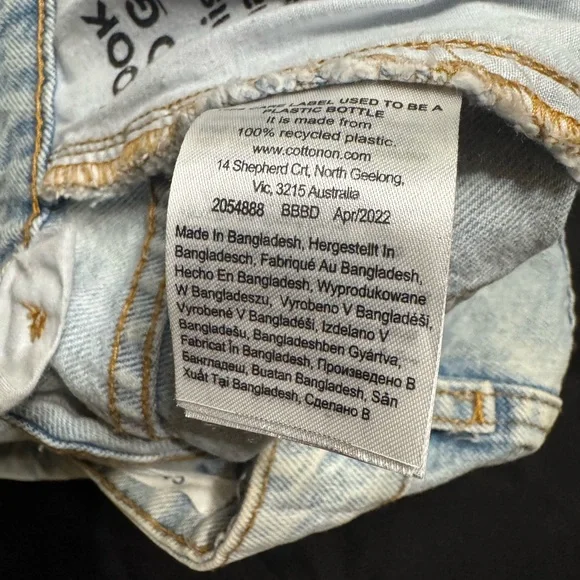 OOK
CARE LABEL USED TO BE A
PLASTIC BOTTLE
It is made from
100% recycled plastic.
www.cottonon.com
14 Shepherd Crt, North Geelong,
Vic, 3215 Australia
2054888 BBBD Apr/2022
Made In Bangladesh, Hergestellt In
Bangladesch, Fabriqué Au Bangladesh,
Hecho En Bangladesh, Wyprodukowane
W Bangladeszu, Vyrobeno V Bangladéši,
Vyrobené V Bangladéši, Izdelano V
Bangladešu, Bangladeshben Gyártva,
Fabricat În Bangladesh, Произведено В
Бангладеш, Buatan Bangladesh, Sản
Xuất Tại Bangladesh, Сделано В